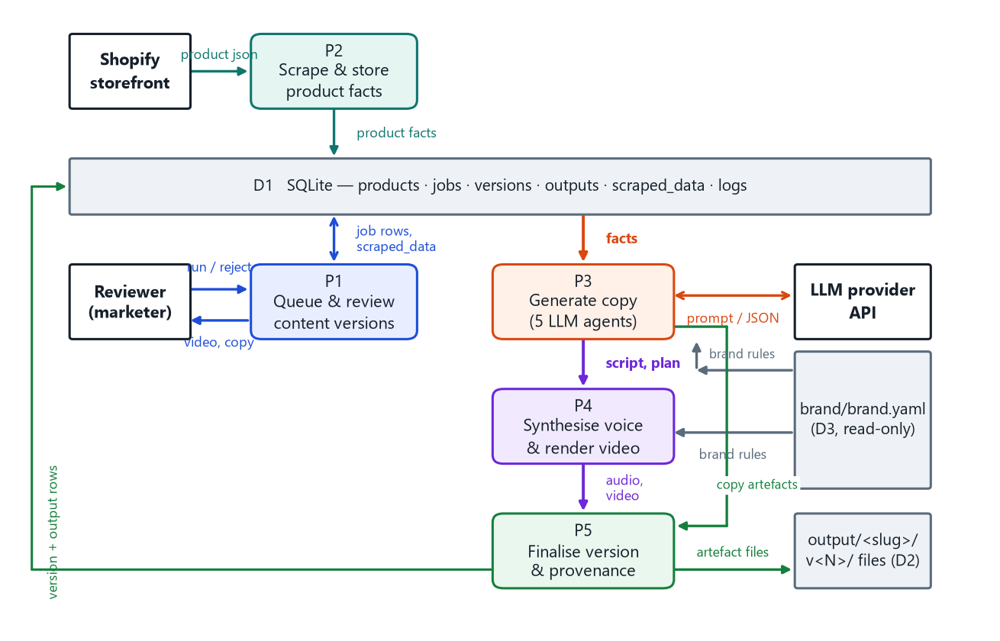 Shopify
storefront
product json
P2
Scrape & store
product facts
product facts
D1 SQLite — products · jobs · versions · outputs · scraped_data · logs
job rows,
scraped_data
facts
Reviewer
(marketer)
run / reject
video, copy
P1
Queue & review
content versions
P3
Generate copy
(5 LLM agents)
prompt / JSON
LLM provider
API
script, plan
brand rules
P4
Synthesise voice
& render video
brand rules
brand/brand.yaml
(D3, read-only)
audio,
video
copy artefacts
P5
Finalise version
& provenance
artefact files
output/<slug>/
v<N>/ files (D2)
version + output rows